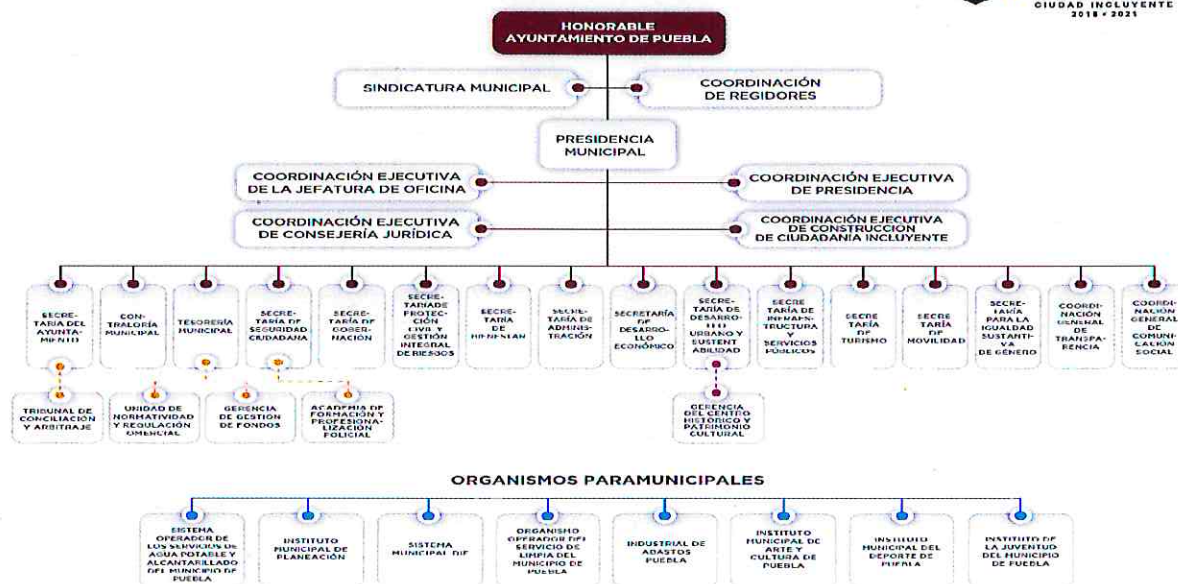 CIUDAD INCLUYENTE
2018 - 2021
HONORABLE
AYUNTAMIENTO DE PUEBLA
SINDICATURA MUNICIPAL
COORDINACIÓN
DE REGIDORES
PRESIDENCIA
MUNICIPAL
COORDINACIÓN EJECUTIVA
DE LA JEFATURA DE OFICINA
COORDINACIÓN EJECUTIVA
DE PRESIDENCIA
COORDINACIÓN EJECUTIVA
DE CONSEJERÍA JURÍDICA
COORDINACIÓN EJECUTIVA
DE CONSTRUCCIÓN
DE CIUDADANÍA INCLUYENTE
SECRE-
TARÍA DEL
AYUNTA-
MIENTO
CON-
TRALORÍA
MUNICIPAL
TESORERÍA
MUNICIPAL
SECRE-
TARÍA DE
SEGURIDAD
CIUDADANA
SECRE-
TARÍA DE
GOBER-
NACIÓN
SECRE-
TARIADE
PROTEC-
CIÓN
CIVIL Y
GESTIÓN
INTEGRAL
DE RIESGOS
SECRE-
TARÍA
DE
BIENESTAR
SECRE-
TARÍA DE
ADMINIS-
TRACIÓN
SECRETARÍA
DE
DESARRO-
LLO
ECONÓMICO
SECRE-
TARÍA DE
DESARRO-
LLO
URBANO Y
SUSTENT
ABILIDAD
SECRE
TARÍA DE
INFRAES-
TRUCTURA Y
SERVICIOS
PÚBLICOS
SECRE
TARÍA
DE
TURISMO
SECRE
TARÍA
DE
MOVILIDAD
SECRE-
TARÍA
PARA LA
IGUALDAD
SUSTANTI-
VA
DE GÉNERO
COORDI-
NACIÓN
GENERAL
DE
TRANSPA-
RENCIA
COORDI-
NACIÓN
GENERAL
DE
COMUNI-
CACIÓN
SOCIAL
TRIBUNAL DE
CONCILIACIÓN
Y ARBITRAJE
UNIDAD DE
NORMATIVIDAD
Y REGULACIÓN
OMERCIAL
GERENCIA
DE GESTIÓN
DE FONDOS
ACADEMIA DE
FORMACIÓN Y
PROFESIONA-
LIZACIÓN
POLICIAL
GERENCIA
DEL CENTRO
HISTÓRICO Y
PATRIMONIO
CULTURAL
ORGANISMOS PARAMUNICIPALES
SISTEMA
OPERADOR DE
LOS SERVICIOS DE
AGUA POTABLE Y
ALCANTARILLADO
DEL MUNICIPIO DE
PUEBLA
INSTITUTO
MUNICIPAL DE
PLANEACIÓN
SISTEMA
MUNICIPAL DIF
ORGANISMO
OPERADOR DEL
SERVICIO DE
LIMPIA DEL
MUNICIPIO DE
PUEBLA
INDUSTRIAL DE
ABASTOS
PUEBLA
INSTITUTO
MUNICIPAL DE
ARTE Y
CULTURA DE
PUEBLA
INSTITUTO
MUNICIPAL DEL
DEPORTE DE
PUEBLA
INSTITUTO DE
LA JUVENTUD
DEL MUNICIPIO
DE PUEBLA